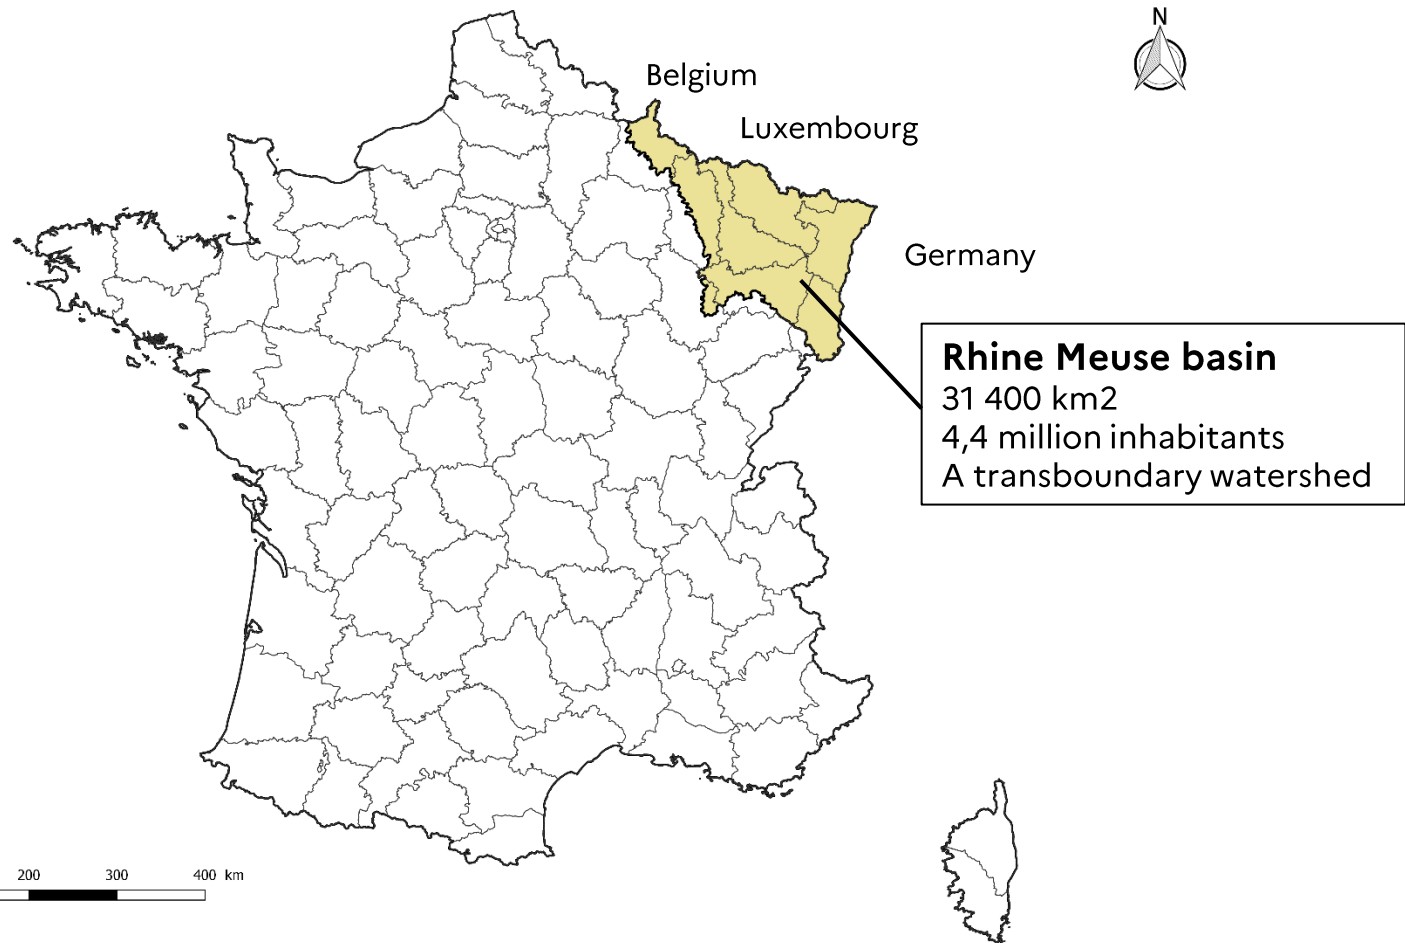 N
Belgium
Luxembourg
Germany
Rhine Meuse basin
31 400 km2
4,4 million inhabitants
A transboundary watershed
200 300 400 km